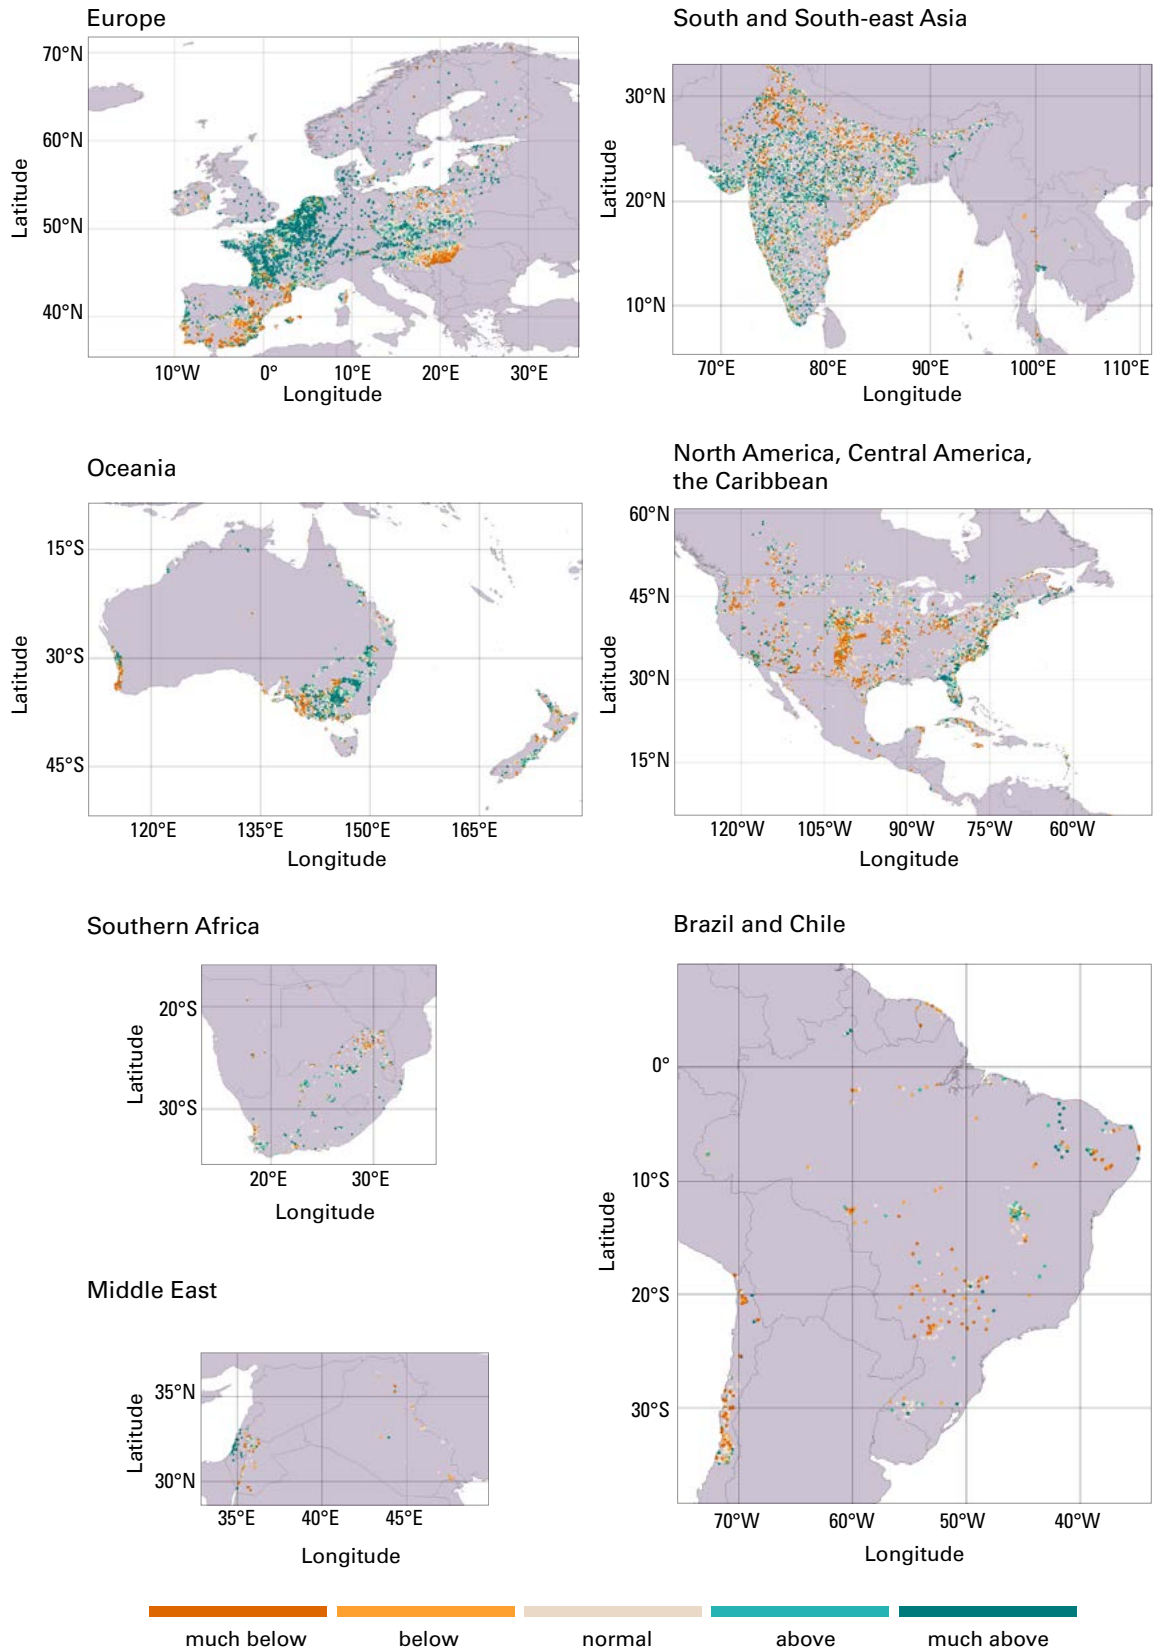 Europe
70°N
60°N
50°N
40°N
Latitude
10°W 0° 10°E 20°E 30°E
Longitude
South and South-east Asia
30°N
20°N
10°N
Latitude
70°E 80°E 90°E 100°E 110°E
Longitude
Oceania
15°S
30°S
45°S
Latitude
120°E 135°E 150°E 165°E
Longitude
North America, Central America,
the Caribbean
60°N
45°N
30°N
15°N
Latitude
120°W 105°W 90°W 75°W 60°W
Longitude
Southern Africa
20°S
30°S
Latitude
20°E 30°E
Longitude
Brazil and Chile
0°
10°S
20°S
30°S
Latitude
70°W 60°W 50°W 40°W
Longitude
Middle East
35°N
30°N
Latitude
35°E 40°E 45°E
Longitude
much below below normal above much above